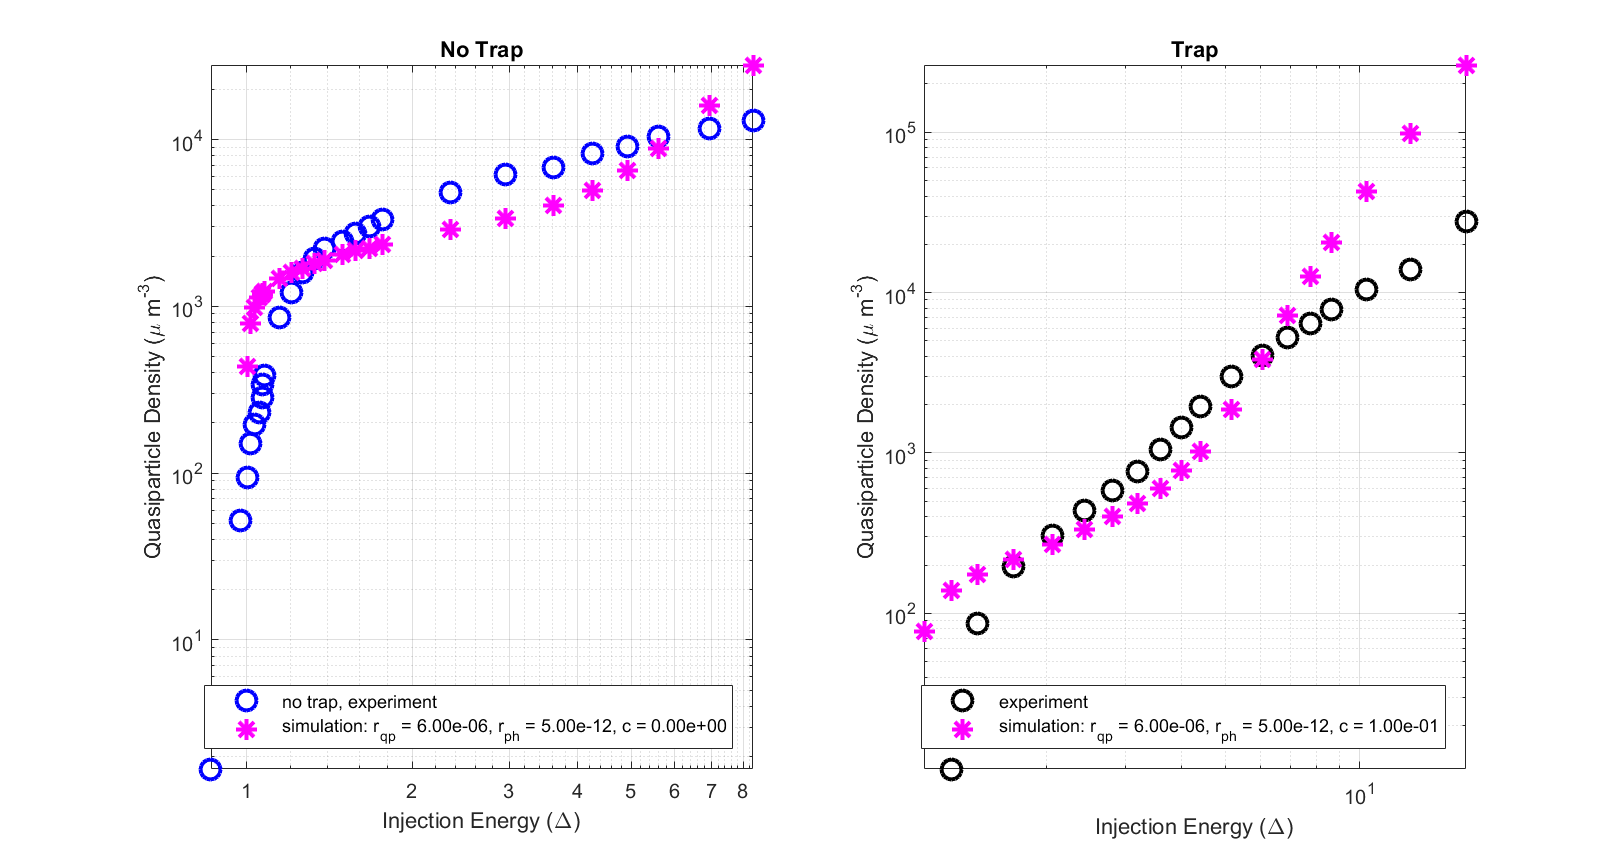 No Trap
Quasiparticle Density (μ m-3)
10^4
10^3
10^2
10^1
no trap, experiment
simulation: r_qp = 6.00e-06, r_ph = 5.00e-12, c = 0.00e+00
1 2 3 4 5 6 7 8
Injection Energy (Δ)
Trap
Quasiparticle Density (μ m-3)
10^5
10^4
10^3
10^2
experiment
simulation: r_qp = 6.00e-06, r_ph = 5.00e-12, c = 1.00e-01
10^1
Injection Energy (Δ)